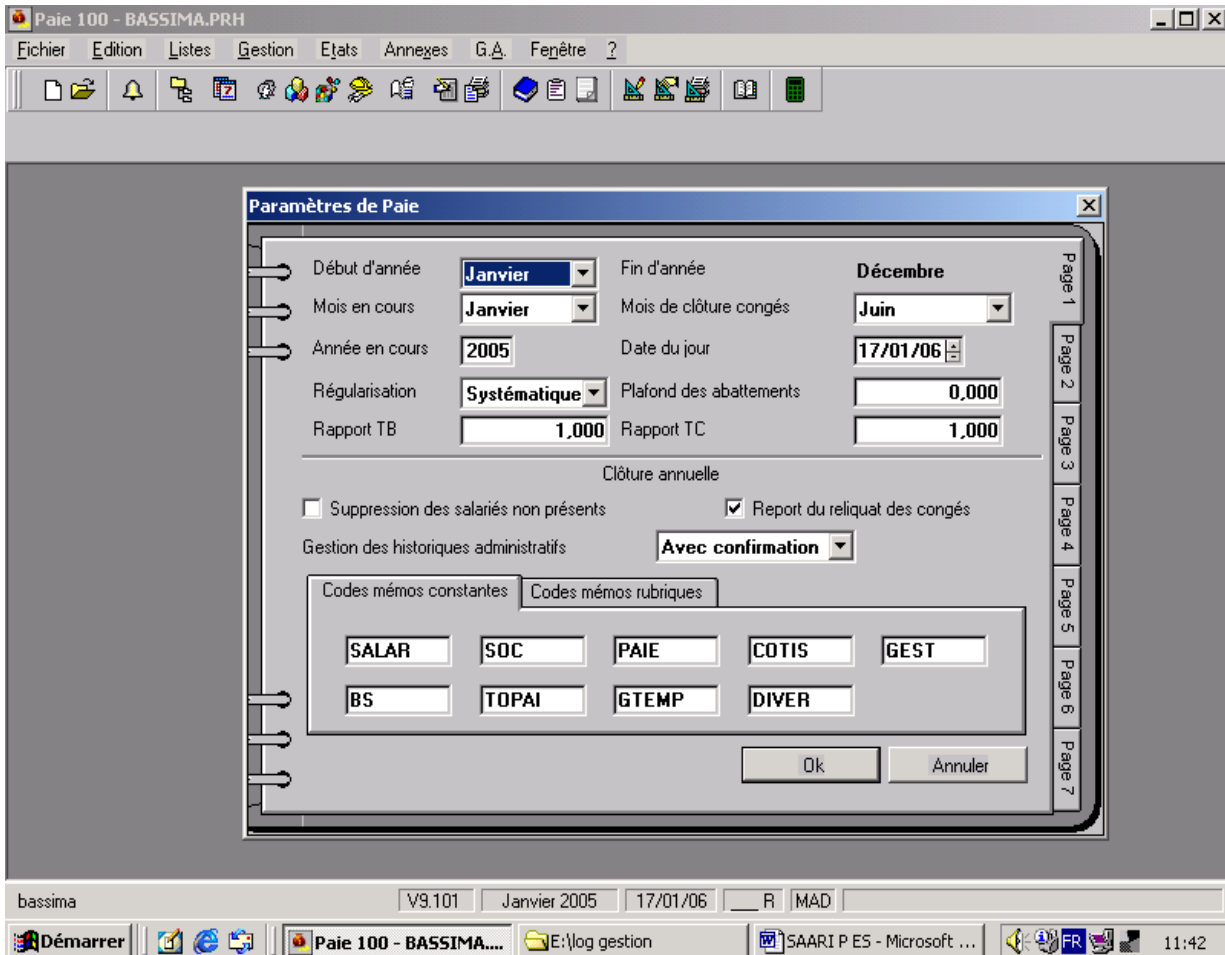 Paie 100 - BASSIMA.PRH
Fichier Edition Listes Gestion Etats Annexes G.A. Fenêtre ?
Paramètres de Paie
Début d'année Janvier Fin d'année Décembre
Mois en cours Janvier Mois de clôture congés Juin
Année en cours 2005 Date du jour 17/01/06
Régularisation Systématique Plafond des abattements 0,000
Rapport TB 1,000 Rapport TC 1,000
Clôture annuelle
Suppression des salariés non présents Report du reliquat des congés
Gestion des historiques administratifs Avec confirmation
Codes mémos constantes Codes mémos rubriques
SALAR SOC PAIE COTIS GEST
BS TOPAI GTEMP DIVER
Ok Annuler
Page 1
Page 2
Page 3
Page 4
Page 5
Page 6
Page 7
bassima V9.101 Janvier 2005 17/01/06 ___ R MAD
Démarrer Paie 100 - BASSIMA.... E:\log gestion SAARI P ES - Microsoft ... FR 11:42